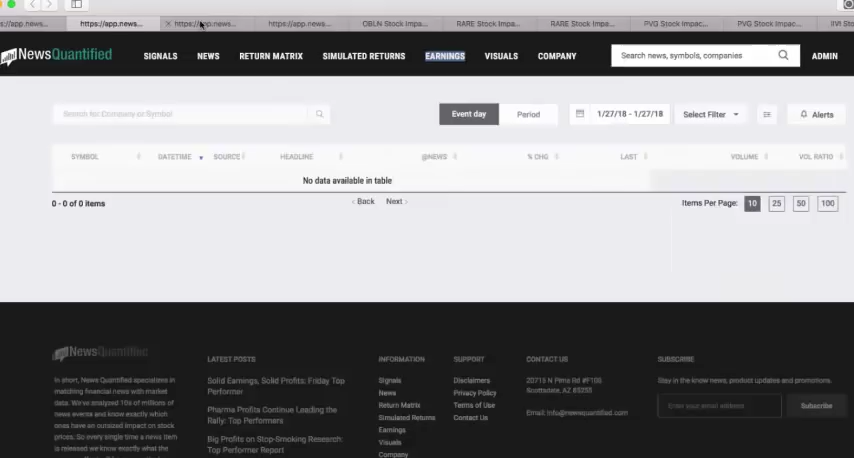 https://app.news...
https://app.news...
https://app.news...
OBLN Stock Impa...
RARE Stock Impa...
RARE Stock Impa...
PVG Stock Impac...
PVG Stock Impac...
NewsQuantified
SIGNALS
NEWS
RETURN MATRIX
SIMULATED RETURNS
EARNINGS
VISUALS
COMPANY
Search news, symbols, companies
ADMIN
Search for Company or Symbol
Event day
Period
1/27/18 - 1/27/18
Select Filter
Alerts
SYMBOL
DATETIME
SOURCE
HEADLINE
@NEWS
% CHG
LAST
VOLUME
VOL RATIO
No data available in table
0 - 0 of 0 items
‹ Back
Next ›
Items Per Page:
10
25
50
100
NewsQuantified
In short, News Quantified specializes in
matching financial news with market
data. We've analyzed 10s of millions of
news events and know exactly which
ones have an outsized impact on stock
prices. So every single time a news item
is released we know exactly what the
LATEST POSTS
Solid Earnings, Solid Profits: Friday Top
Performer
Pharma Profits Continue Leading the
Rally: Top Performers
Big Profits on Stop-Smoking Research:
Top Performer Report
INFORMATION
Signals
News
Return Matrix
Simulated Returns
Earnings
Visuals
Company
SUPPORT
Disclaimers
Privacy Policy
Terms of Use
Contact Us
CONTACT US
20715 N Pima Rd #F108
Scottsdale, AZ 85255
Email: info@newsquantified.com
SUBSCRIBE
Stay in the know news, product updates and promotions.
Enter your email address
Subscribe